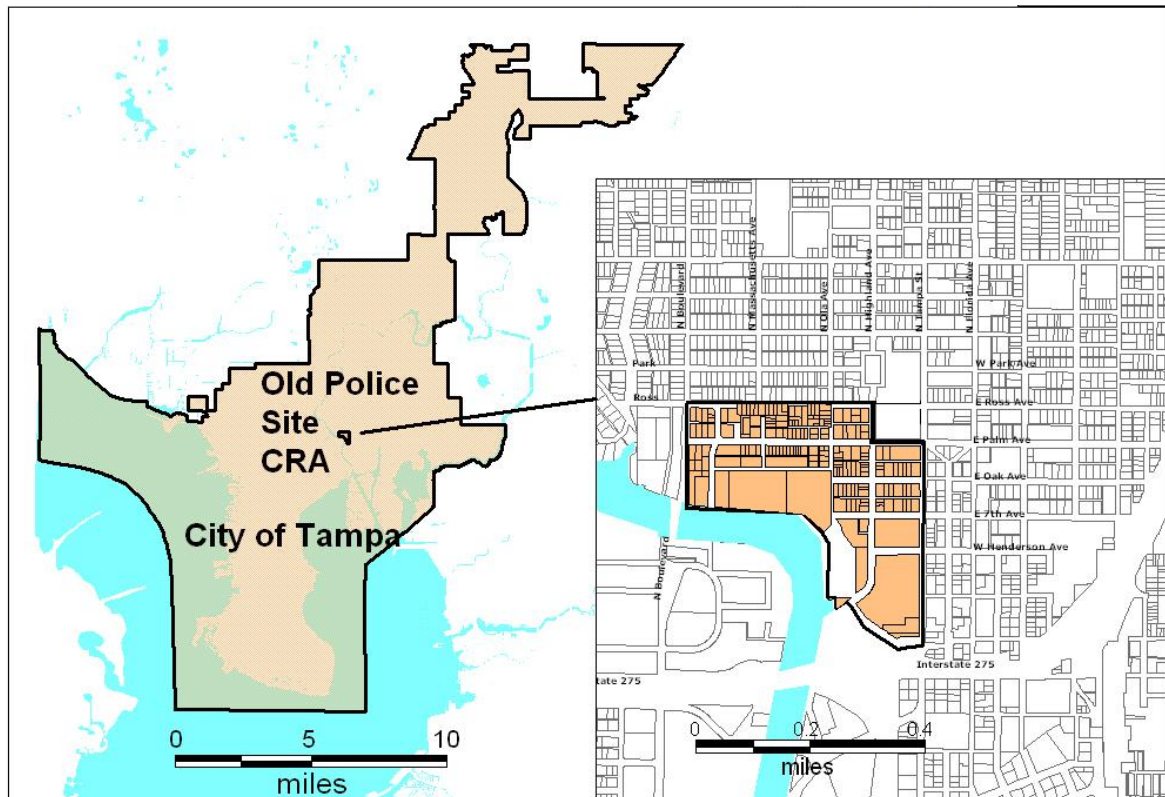 Old Police
Site
CRA
City of Tampa
0
5
10
miles
N Boulevard
N Massachusetts Ave
N Ola Ave
N Highland Ave
N Tampa St
N Florida Ave
Park
W Park Ave
Ross
E Ross Ave
E Palm Ave
E Oak Ave
E 7th Ave
W Henderson Ave
N Boulevard
Interstate 275
tate 275
0
0.2
0.4
miles